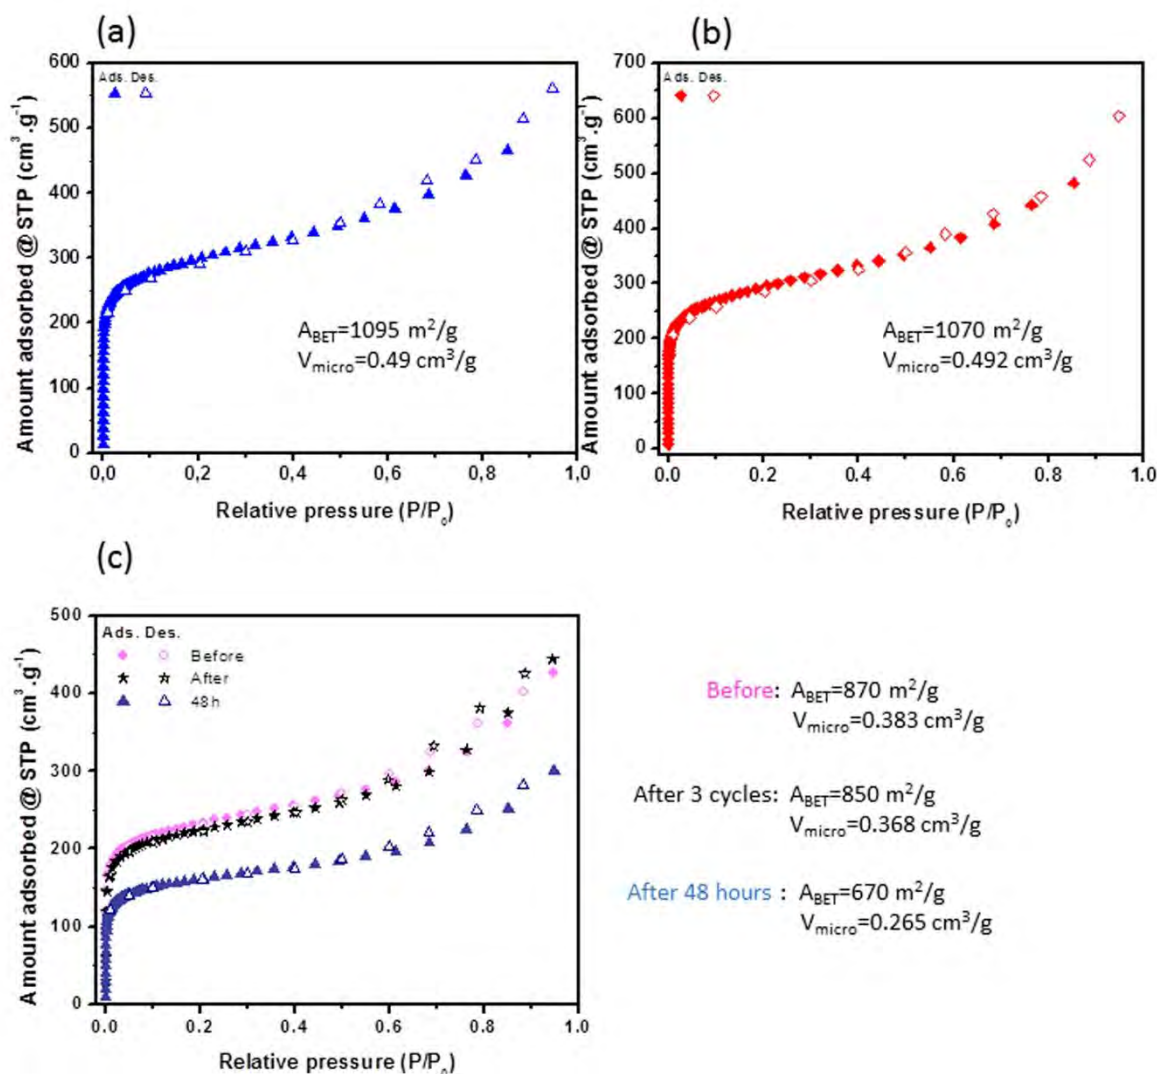 (a)
600
500
400
300
200
100
0
Amount adsorbed @ STP (cm³.g⁻¹)
Ads. Des.
A_BET=1095 m²/g
V_micro=0.49 cm³/g
0,0 0,2 0,4 0,6 0,8 1,0
Relative pressure (P/P₀)
(b)
700
600
500
400
300
200
100
0
Amount adsorbed @ STP (cm³.g⁻¹)
Ads. Des.
A_BET=1070 m²/g
V_micro=0.492 cm³/g
0.0 0.2 0.4 0.6 0.8 1.0
Relative pressure (P/P₀)
(c)
500
400
300
200
100
0
Amount adsorbed @ STP (cm³.g⁻¹)
Ads. Des.
Before
After
48h
0.0 0.2 0.4 0.6 0.8 1.0
Relative pressure (P/P₀)
Before: A_BET=870 m²/g
V_micro=0.383 cm³/g
After 3 cycles: A_BET=850 m²/g
V_micro=0.368 cm³/g
After 48 hours : A_BET=670 m²/g
V_micro=0.265 cm³/g